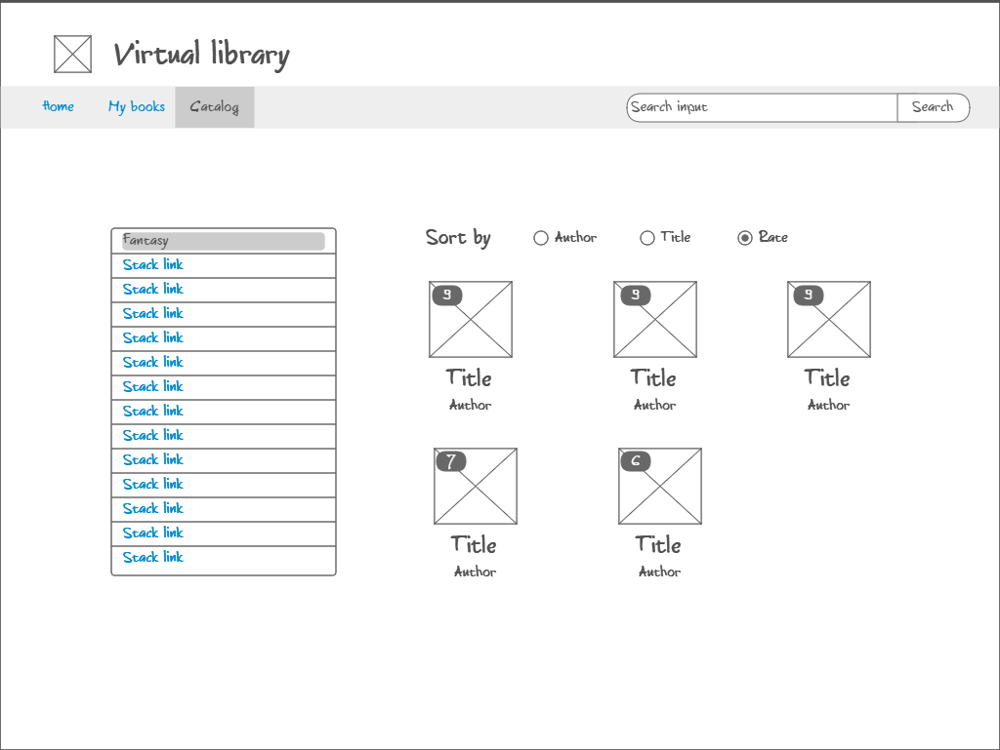 Virtual library
Home My books Catalog Search input Search
Fantasy
Stack link
Stack link
Stack link
Stack link
Stack link
Stack link
Stack link
Stack link
Stack link
Stack link
Stack link
Stack link
Stack link
Sort by Author Title Rate
9 9 9
Title Title Title
Author Author Author
7 6
Title Title
Author Author